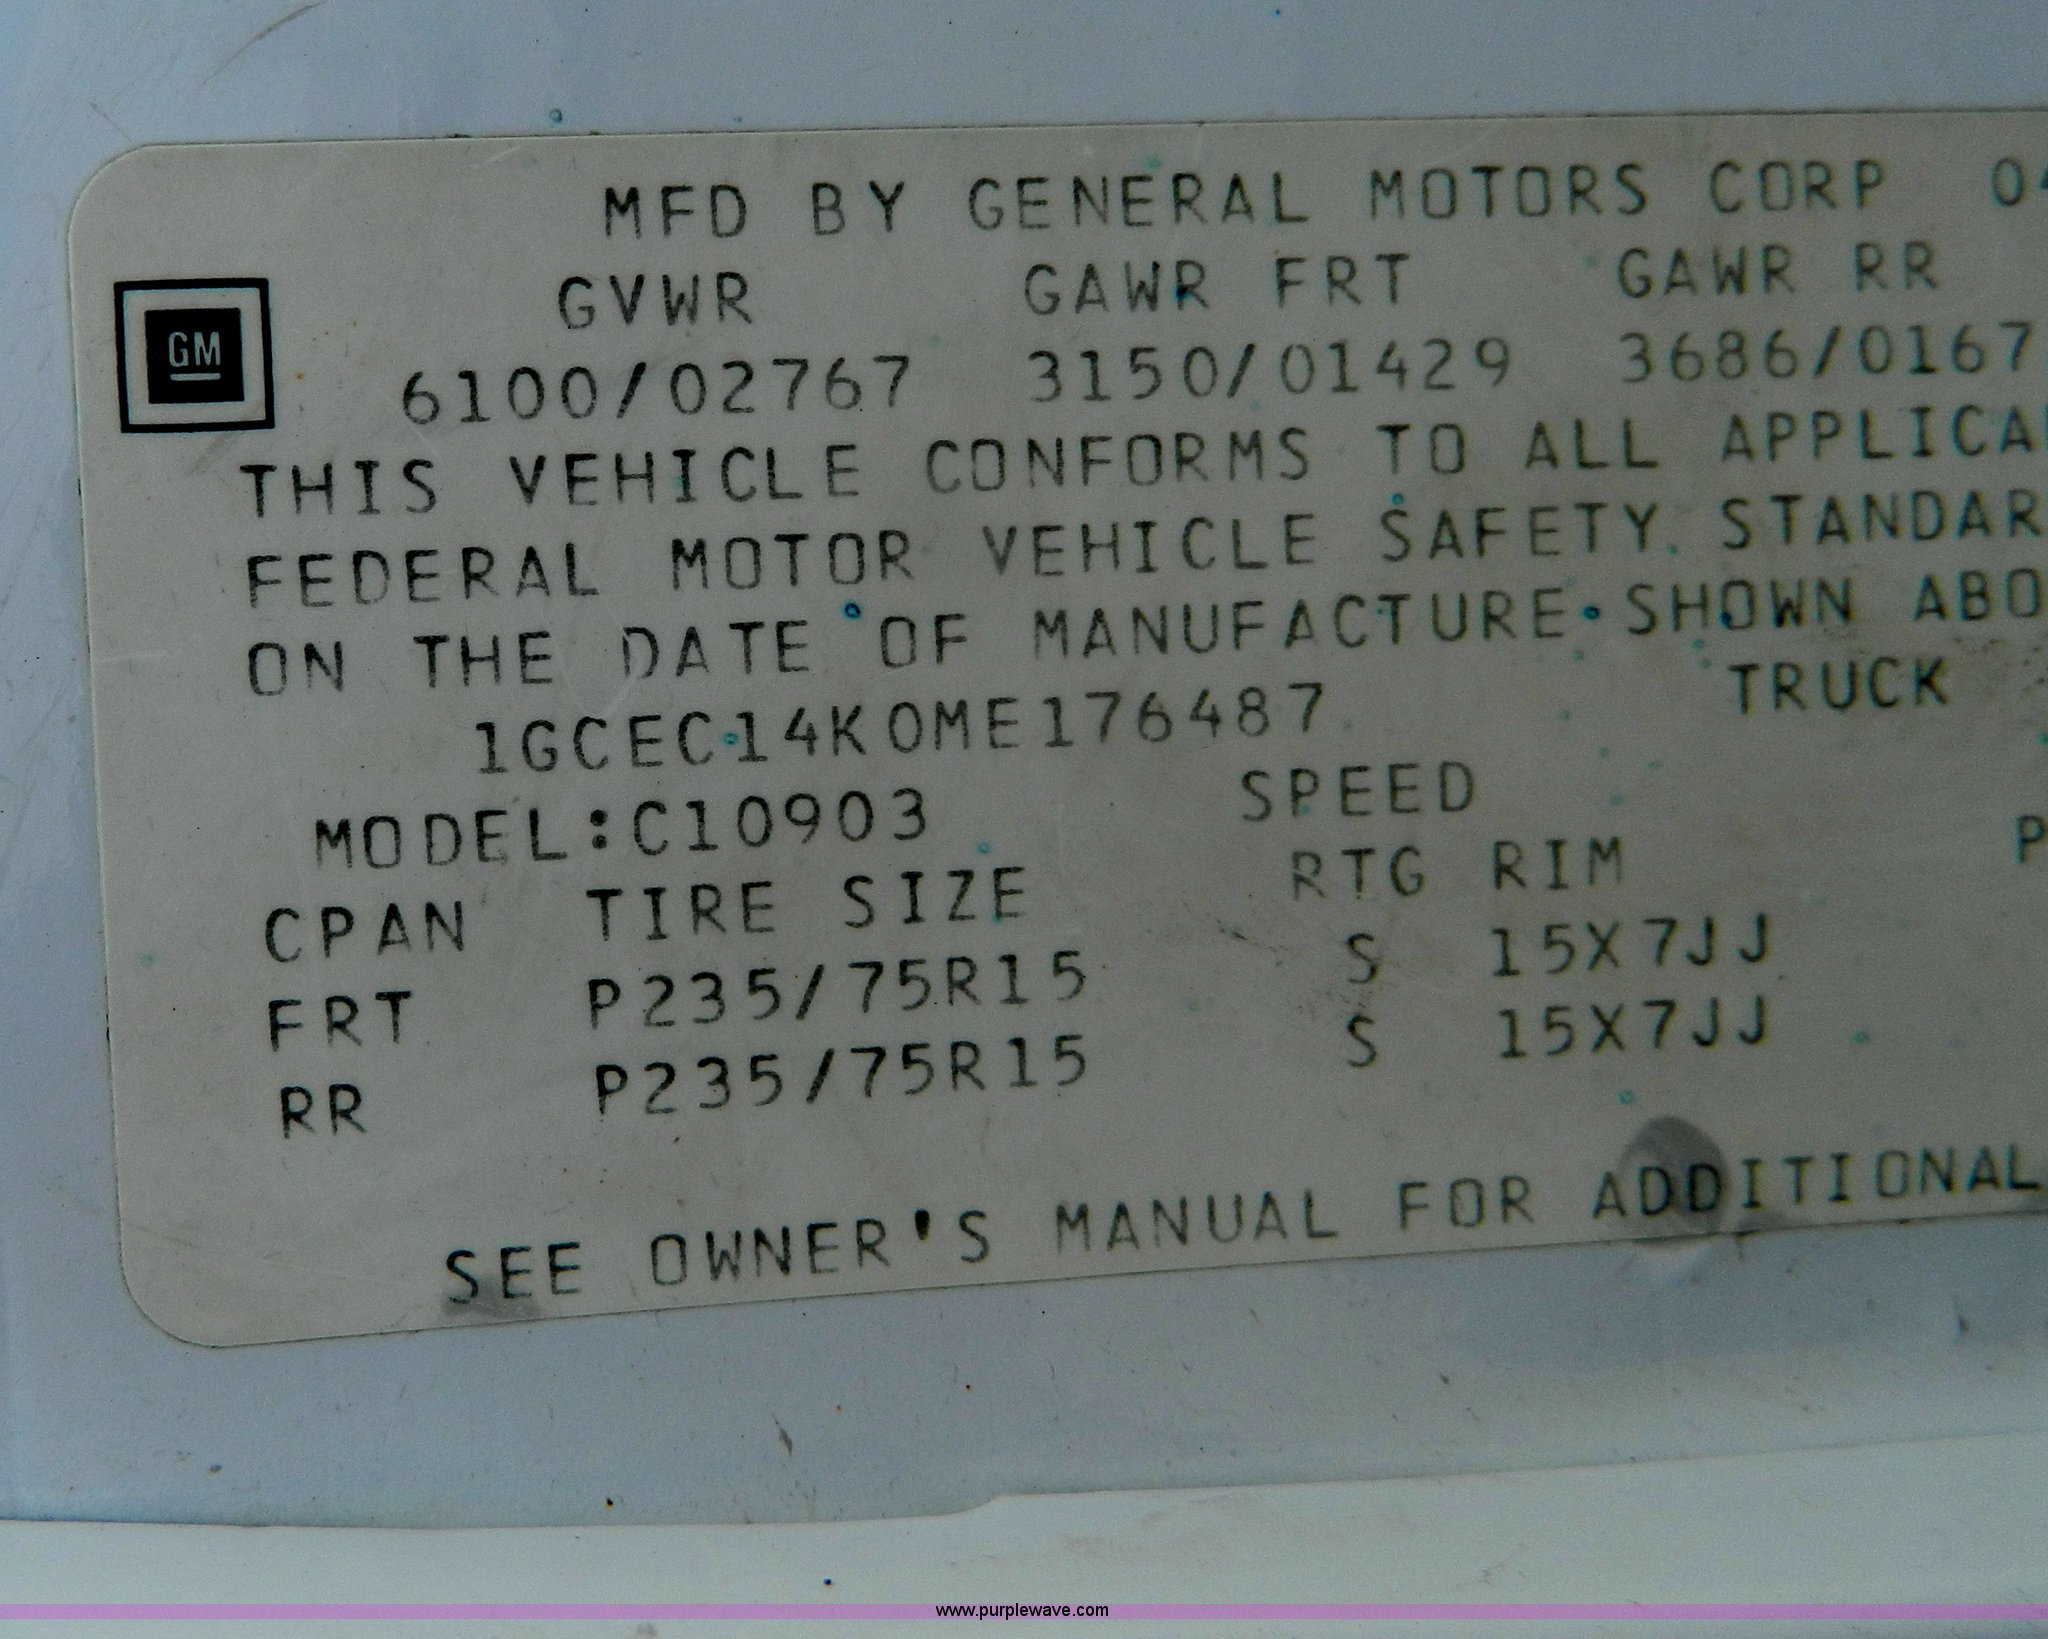 MFD BY GENERAL MOTORS CORP 04
GVWR GAWR FRT GAWR RR
GM
6100/02767 3150/01429 3686/0167
THIS VEHICLE CONFORMS TO ALL APPLICA
FEDERAL MOTOR VEHICLE SAFETY STANDAR
ON THE DATE OF MANUFACTURE SHOWN ABO
1GCEC14K0ME176487 TRUCK
MODEL:C10903 SPEED
CPAN TIRE SIZE RTG RIM P
FRT P235/75R15 S 15X7JJ
RR P235/75R15 S 15X7JJ
SEE OWNER'S MANUAL FOR ADDITIONAL
www.purplewave.com